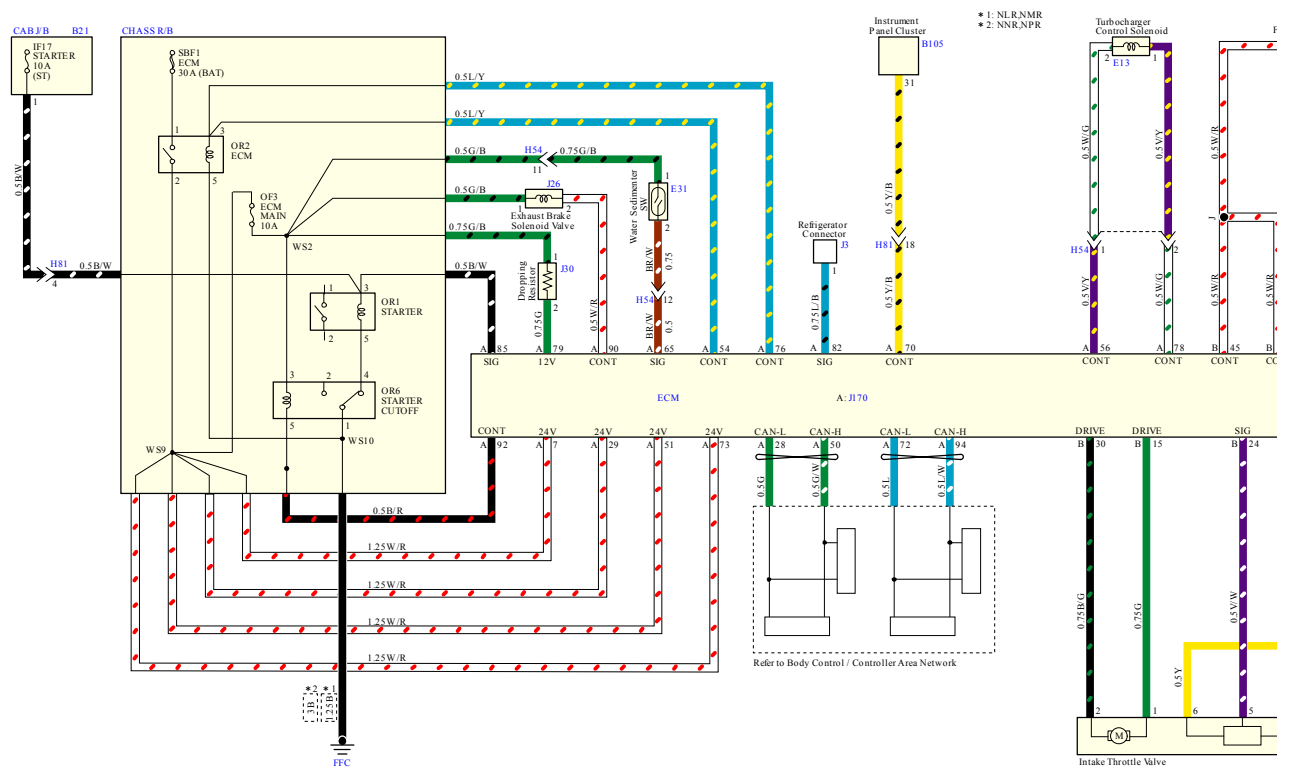 CAB J/B B21
IF17
STARTER
10A
(ST)
1
0.5B/W
H81
4
0.5B/W
CHASS R/B
SBF1
ECM
30A (BAT)
1
3
OR2
ECM
2
5
OF3
ECM
MAIN
10A
WS2
1
3
OR1
STARTER
2
5
3
2
4
OR6
STARTER
CUTOFF
5
1
WS9
WS10
0.5L/Y
0.5L/Y
0.5G/B
H54
11
0.75G/B
0.5G/B
J26
1
2
Exhaust Brake
Solenoid Valve
0.75G/B
0.5B/W
1
J30
Dropping
Resistor
2
0.75G
0.5W/R
1
E31
Water Sedimenter
SW
2
BR/W
0.75
H54
12
BR/W
0.5
Instrument
Panel Cluster
B105
31
0.5Y/B
H81
18
0.5Y/B
Refrigerator
Connector
J3
1
0.75L/B
＊1: NLR,NMR
＊2: NNR,NPR
Turbocharger
Control Solenoid
2
1
E13
0.5W/G
0.5V/Y
H54
1
2
0.5V/Y
0.5W/G
0.5W/R
J
0.5W/R
0.5W/R
A 85
SIG
A 79
12V
A 90
CONT
A 65
SIG
A 54
CONT
A 76
CONT
A 82
SIG
A 70
CONT
A 56
CONT
A 78
CONT
B 45
CONT
B
ECM
A: J170
CONT
A 92
24V
A 7
24V
A 29
24V
A 51
24V
A 73
CAN-L
A 28
CAN-H
A 50
CAN-L
A 72
CAN-H
A 94
DRIVE
B 30
DRIVE
B 15
SIG
B 24
0.5G
0.5G/W
0.5L
0.5L/W
0.5B/R
1.25W/R
1.25W/R
1.25W/R
1.25W/R
Refer to Body Control / Controller Area Network
＊2 ＊1
3B
1.25B
FFC
0.75B/G
0.75G
0.5Y
0.5V/W
2
1
6
5
M
Intake Throttle Valve